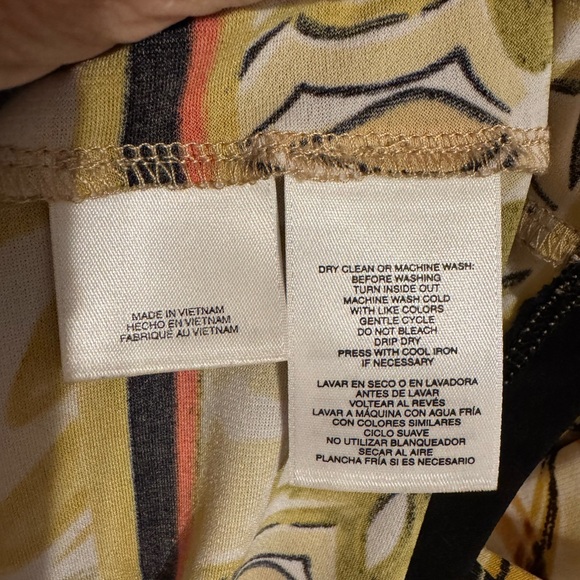 MADE IN VIETNAM
HECHO EN VIETNAM
FABRIQUÉ AU VIETNAM
DRY CLEAN OR MACHINE WASH:
BEFORE WASHING
TURN INSIDE OUT
MACHINE WASH COLD
WITH LIKE COLORS
GENTLE CYCLE
DO NOT BLEACH
DRIP DRY
PRESS WITH COOL IRON
IF NECESSARY
LAVAR EN SECO O EN LAVADORA
ANTES DE LAVAR
VOLTEAR AL REVÉS
LAVAR A MÁQUINA CON AGUA FRÍA
CON COLORES SIMILARES
CICLO SUAVE
NO UTILIZAR BLANQUEADOR
SECAR AL AIRE
PLANCHA FRÍA SI ES NECESARIO